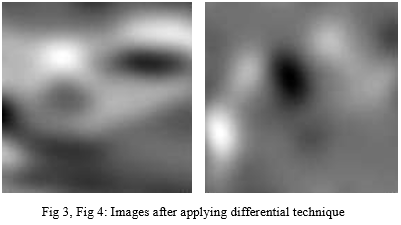 Fig 3, Fig 4: Images after applying differential technique